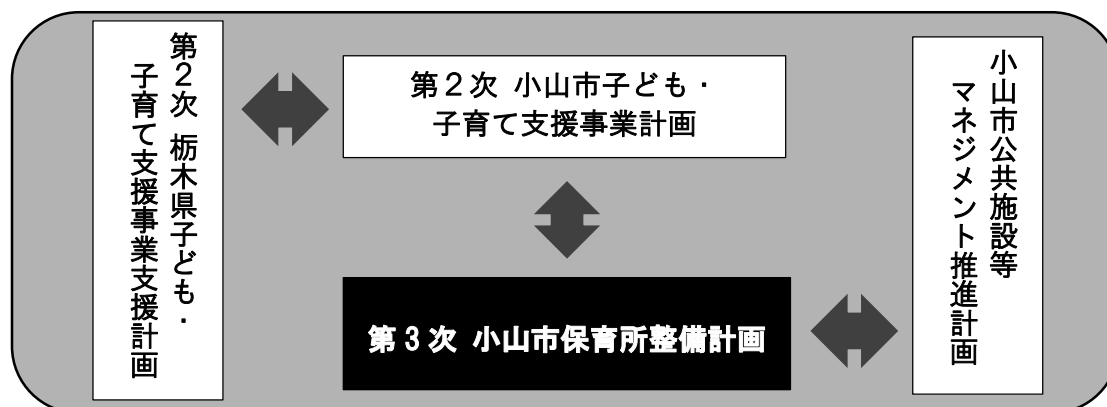 第２次 栃木県子ども・
子育て支援事業支援計画
第２次 小山市子ども・
子育て支援事業計画
第３次 小山市保育所整備計画
小山市公共施設等
マネジメント推進計画